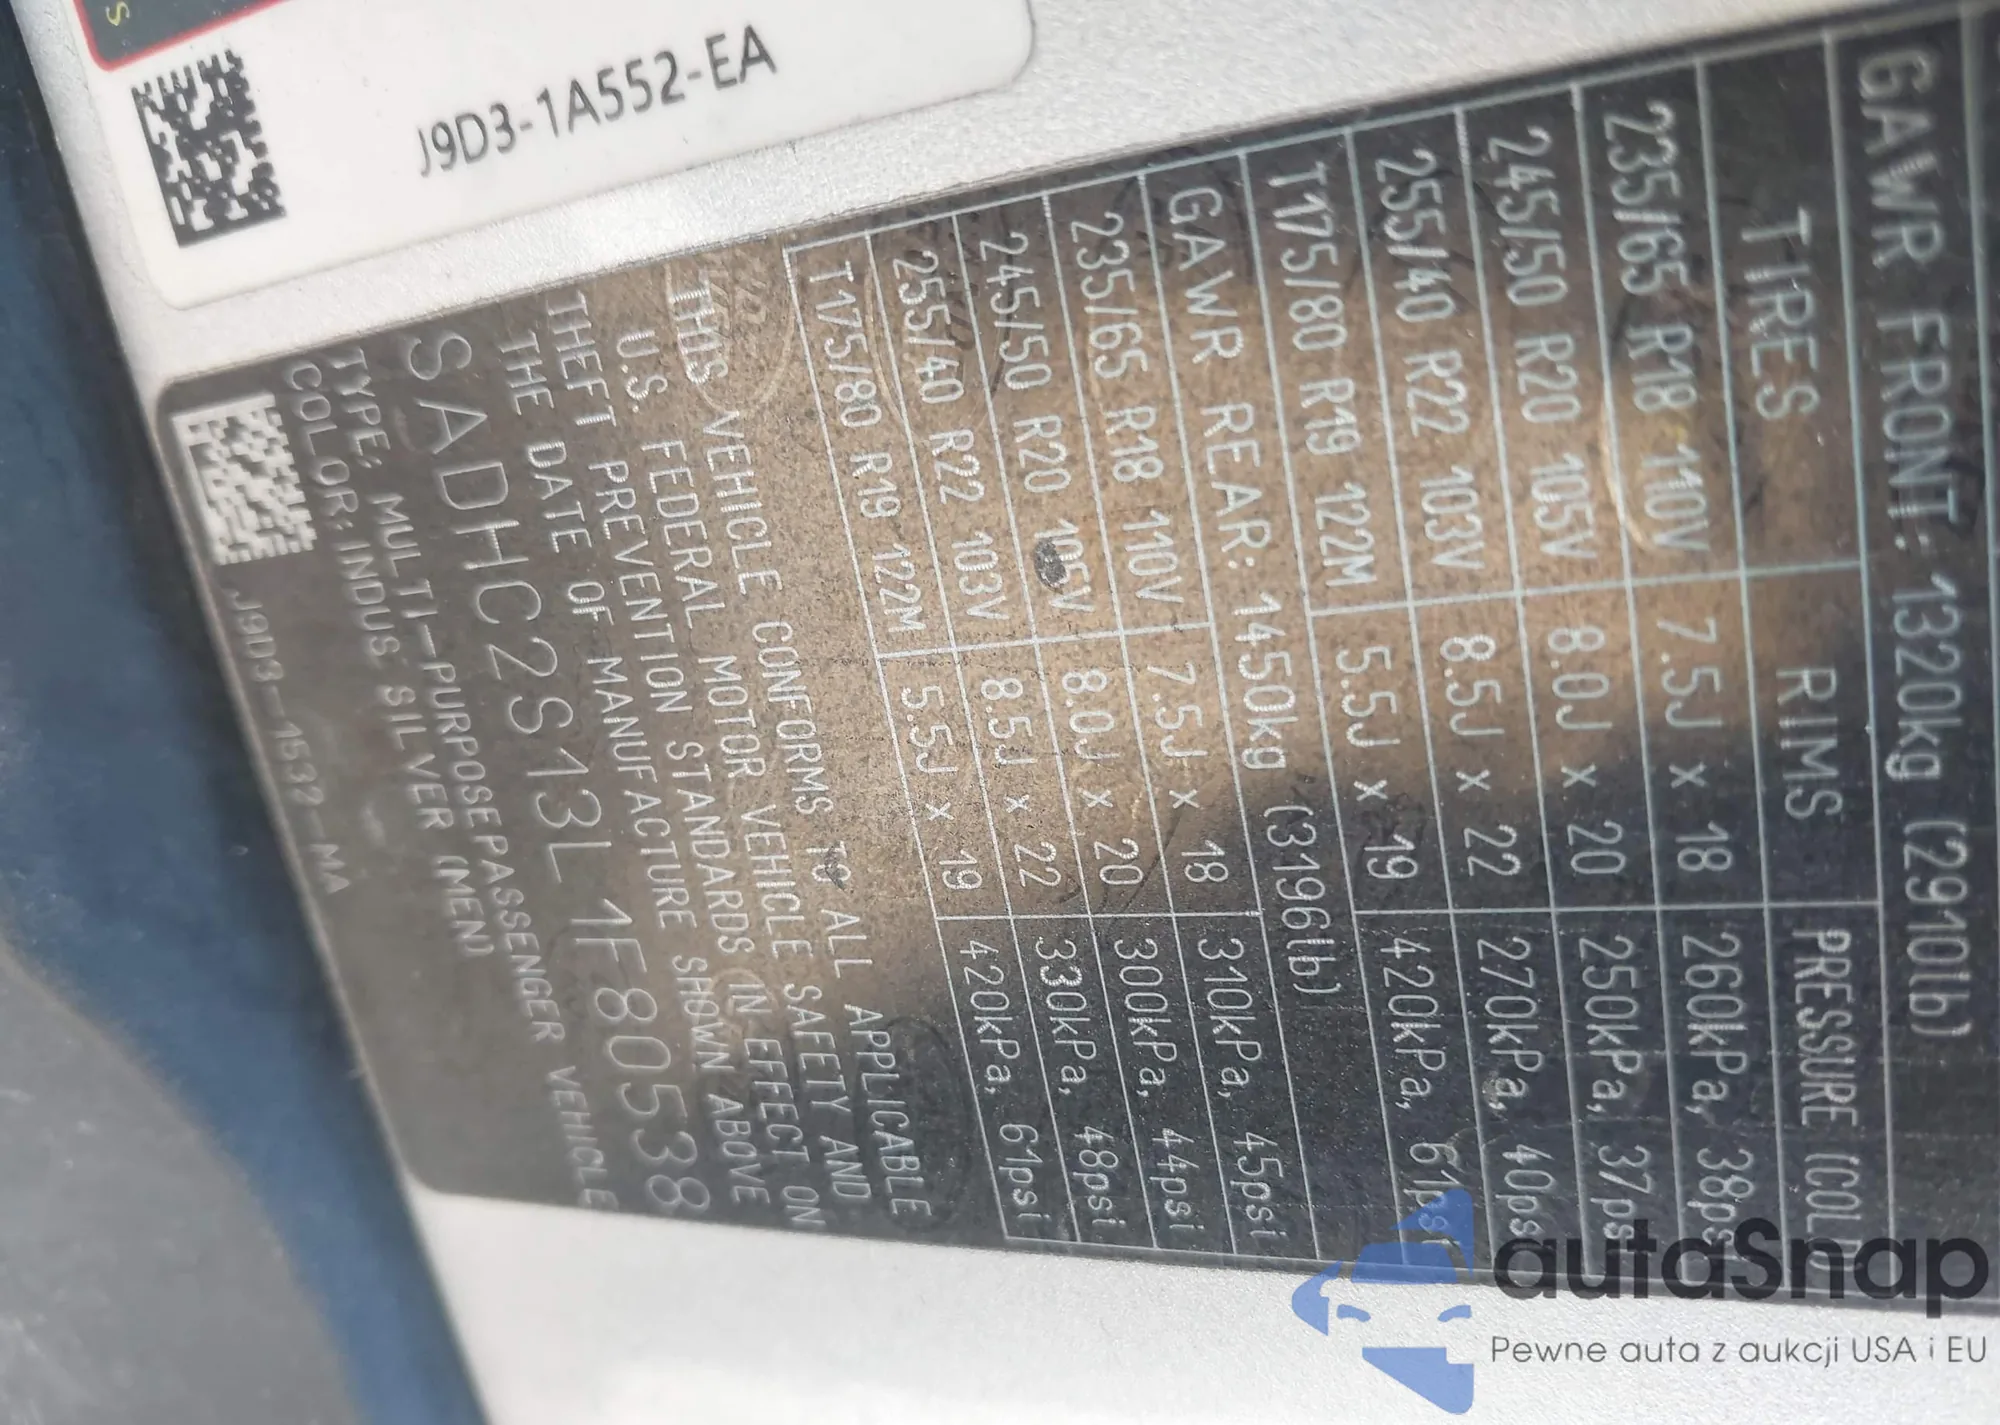 S
J9D3-1A552-EA
GAWR FRONT: 1320kg (2910lb)
TIRES RIMS PRESSURE (COLD)
235/65 R18 110V 7.5J x 18 260kPa, 38psi
245/50 R20 105V 8.0J x 20 250kPa, 37psi
255/40 R22 103V 8.5J x 22 270kPa, 40psi
T175/80 R19 122M 5.5J x 19 420kPa, 61psi
GAWR REAR: 1450kg (3196lb)
235/65 R18 110V 7.5J x 18 310kPa, 45psi
245/50 R20 105V 8.0J x 20 300kPa, 44psi
255/40 R22 103V 8.5J x 22 330kPa, 48psi
T175/80 R19 122M 5.5J x 19 420kPa, 61psi
THIS VEHICLE CONFORMS TO ALL APPLICABLE
U.S. FEDERAL MOTOR VEHICLE SAFETY AND
THEFT PREVENTION STANDARDS IN EFFECT ON
THE DATE OF MANUFACTURE SHOWN ABOVE
SADHC2S13L1F80538
TYPE: MULTI-PURPOSE PASSENGER VEHICLE
COLOR: INDUS SILVER (MEN)
J9D3-1532-MA
autaSnap
Pewne auta z aukcji USA i EU